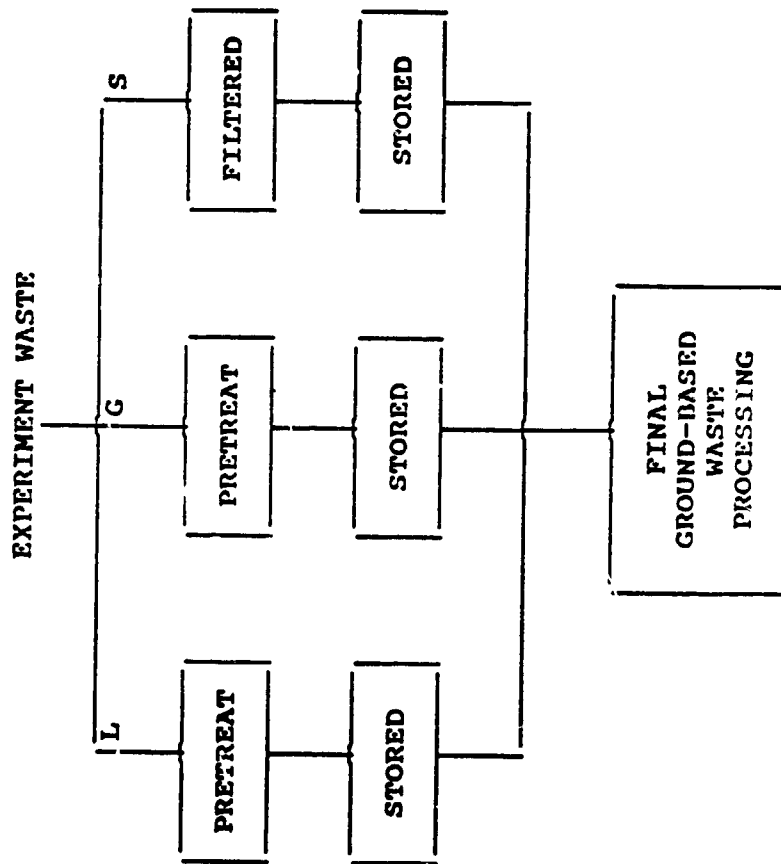 EXPERIMENT WASTE
L
G
S
PRETREAT
PRETREAT
FILTERED
STORED
STORED
STORED
FINAL
GROUND-BASED
WASTE
PROCESSING